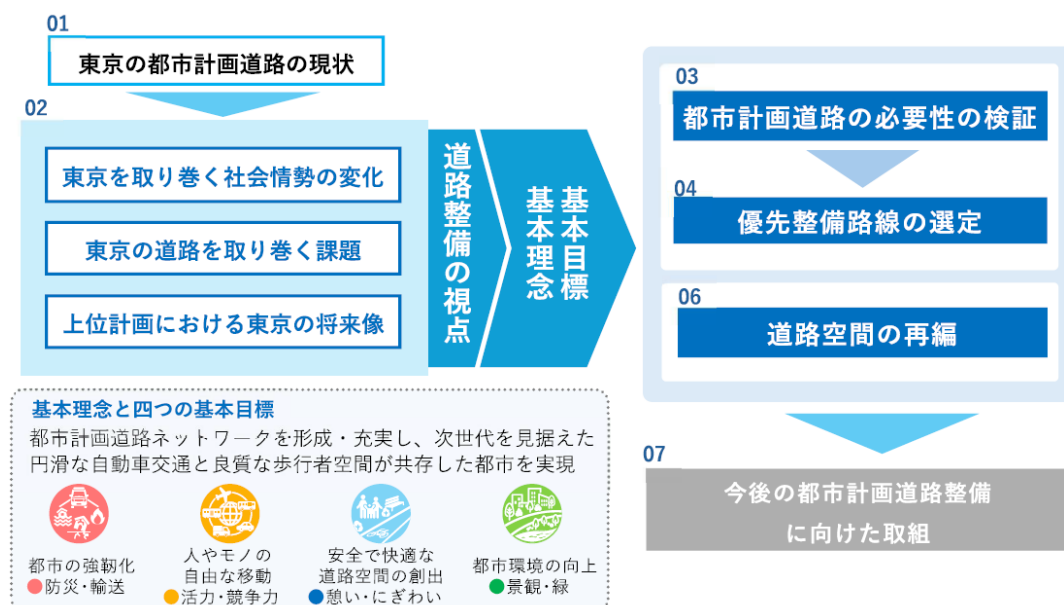 01
東京の都市計画道路の現状
02
東京を取り巻く社会情勢の変化
東京の道路を取り巻く課題
上位計画における東京の将来像
道路整備の視点
基本目標
基本理念
03
都市計画道路の必要性の検証
04
優先整備路線の選定
06
道路空間の再編
07
今後の都市計画道路整備
に向けた取組
基本理念と四つの基本目標
都市計画道路ネットワークを形成・充実し、次世代を見据えた
円滑な自動車交通と良質な歩行者空間が共存した都市を実現
都市の強靭化
●防災・輸送
人やモノの
自由な移動
●活力・競争力
安全で快適な
道路空間の創出
●憩い・にぎわい
都市環境の向上
●景観・緑